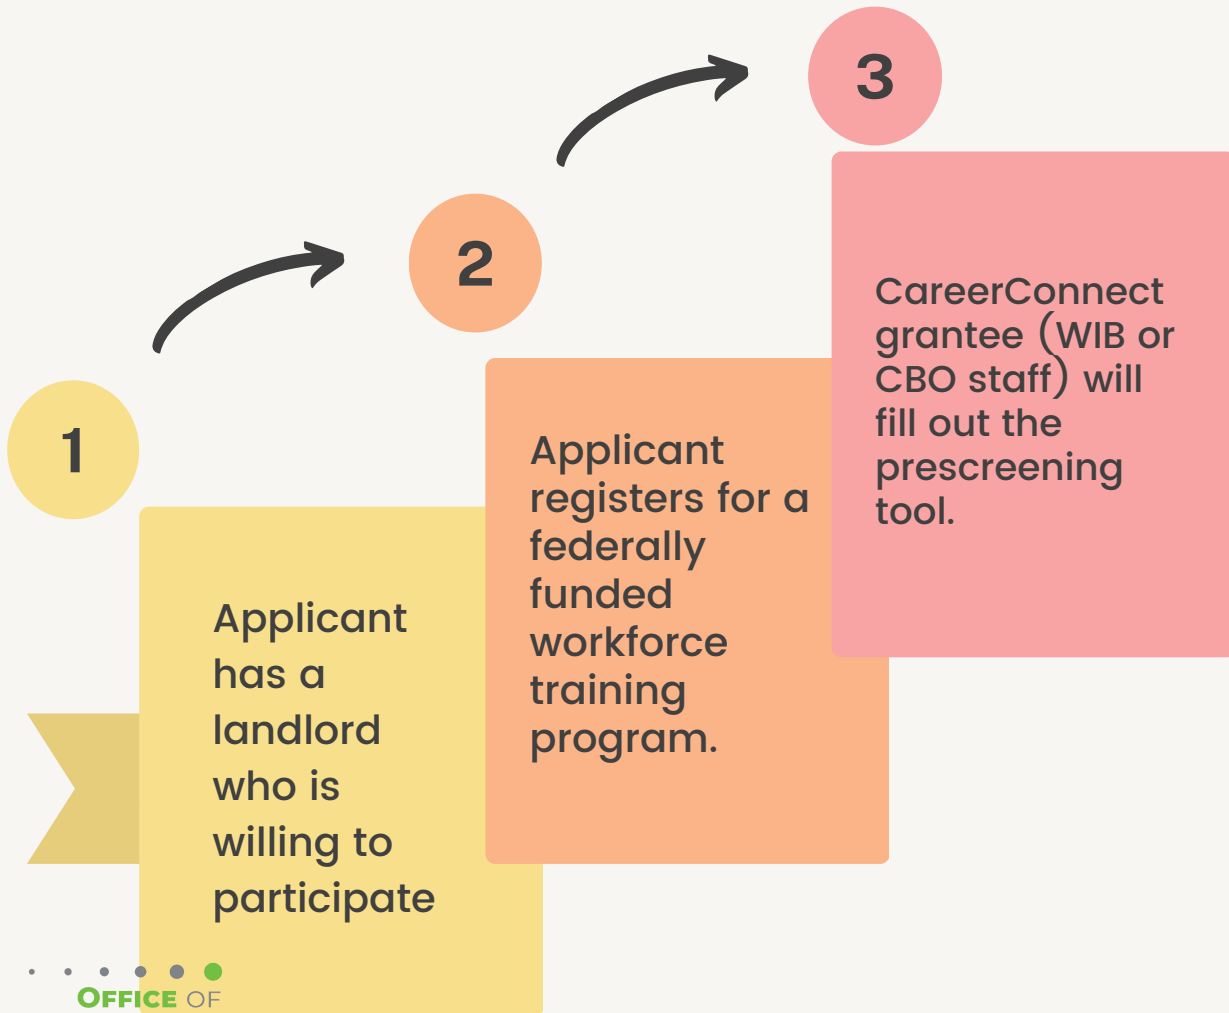 1
Applicant
has a
landlord
who is
willing to
participate
2
Applicant
registers for a
federally
funded
workforce
training
program.
3
CareerConnect
grantee (WIB or
CBO staff) will
fill out the
prescreening
tool.
OFFICE OF